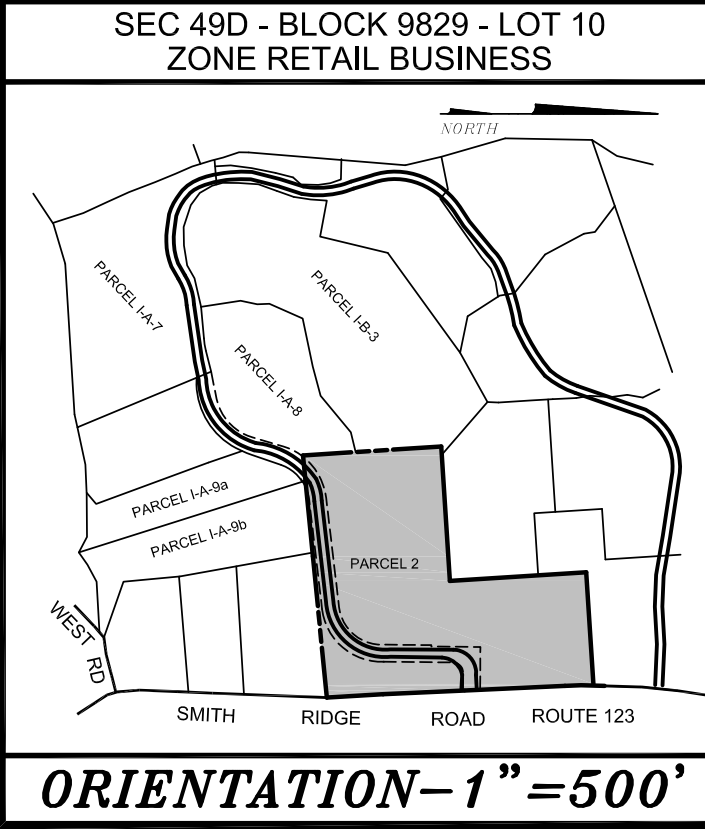 SEC 49D - BLOCK 9829 - LOT 10
ZONE RETAIL BUSINESS
NORTH
PARCEL I-A-7
PARCEL I-B-3
PARCEL I-A-8
PARCEL I-A-9a
PARCEL I-A-9b
PARCEL 2
WEST RD
SMITH RIDGE ROAD ROUTE 123
ORIENTATION-1"=500'